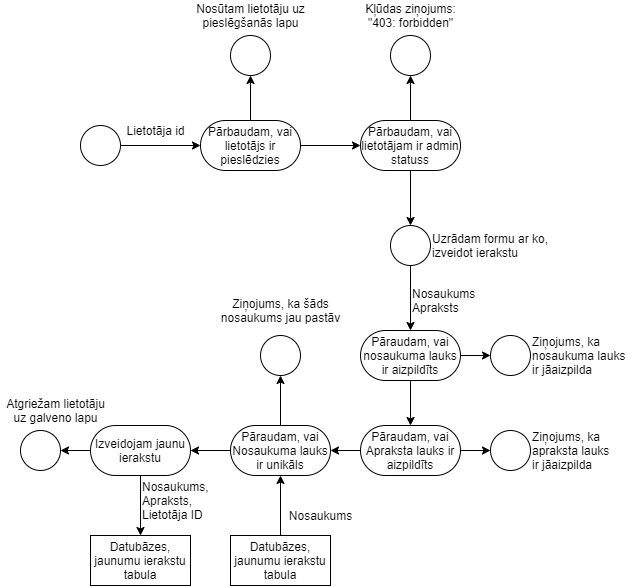 Nosūtam lietotāju uz
pieslēgšanās lapu
Kļūdas ziņojums:
"403: forbidden"
Lietotāja id
Pārbaudam, vai
lietotājs ir
pieslēdzies
Pārbaudam, vai
lietotājam ir admin
statuss
Uzrādam formu ar ko,
izveidot ierakstu
Nosaukums
Apraksts
Ziņojums, ka šāds
nosaukums jau pastāv
Pāraudam, vai
nosaukuma lauks
ir aizpildīts
Ziņojums, ka
nosaukuma lauks
ir jāaizpilda
Atgriežam lietotāju
uz galveno lapu
Izveidojam jaunu
ierakstu
Pāraudam, vai
Nosaukuma lauks
ir unikāls
Pāraudam, vai
Apraksta lauks ir
aizpildīts
Ziņojums, ka
apraksta lauks
ir jāaizpilda
Nosaukums,
Apraksts,
Lietotāja ID
Nosaukums
Datubāzes,
jaunumu ierakstu
tabula
Datubāzes,
jaunumu ierakstu
tabula